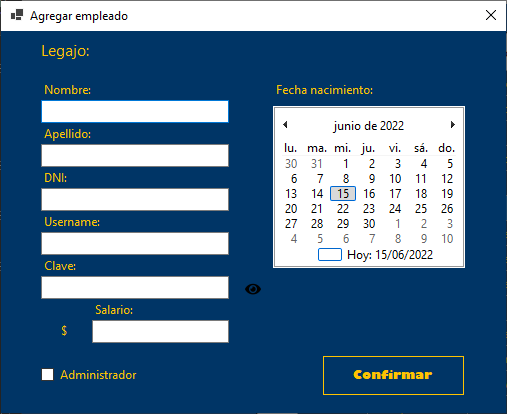 Agregar empleado
Legajo:
Nombre:
Apellido:
DNI:
Username:
Clave:
Salario:
$
Administrador
Fecha nacimiento:
junio de 2022
lu. ma. mi. ju. vi. sá. do.
30 31 1 2 3 4 5
6 7 8 9 10 11 12
13 14 15 16 17 18 19
20 21 22 23 24 25 26
27 28 29 30 1 2 3
4 5 6 7 8 9 10
Hoy: 15/06/2022
Confirmar